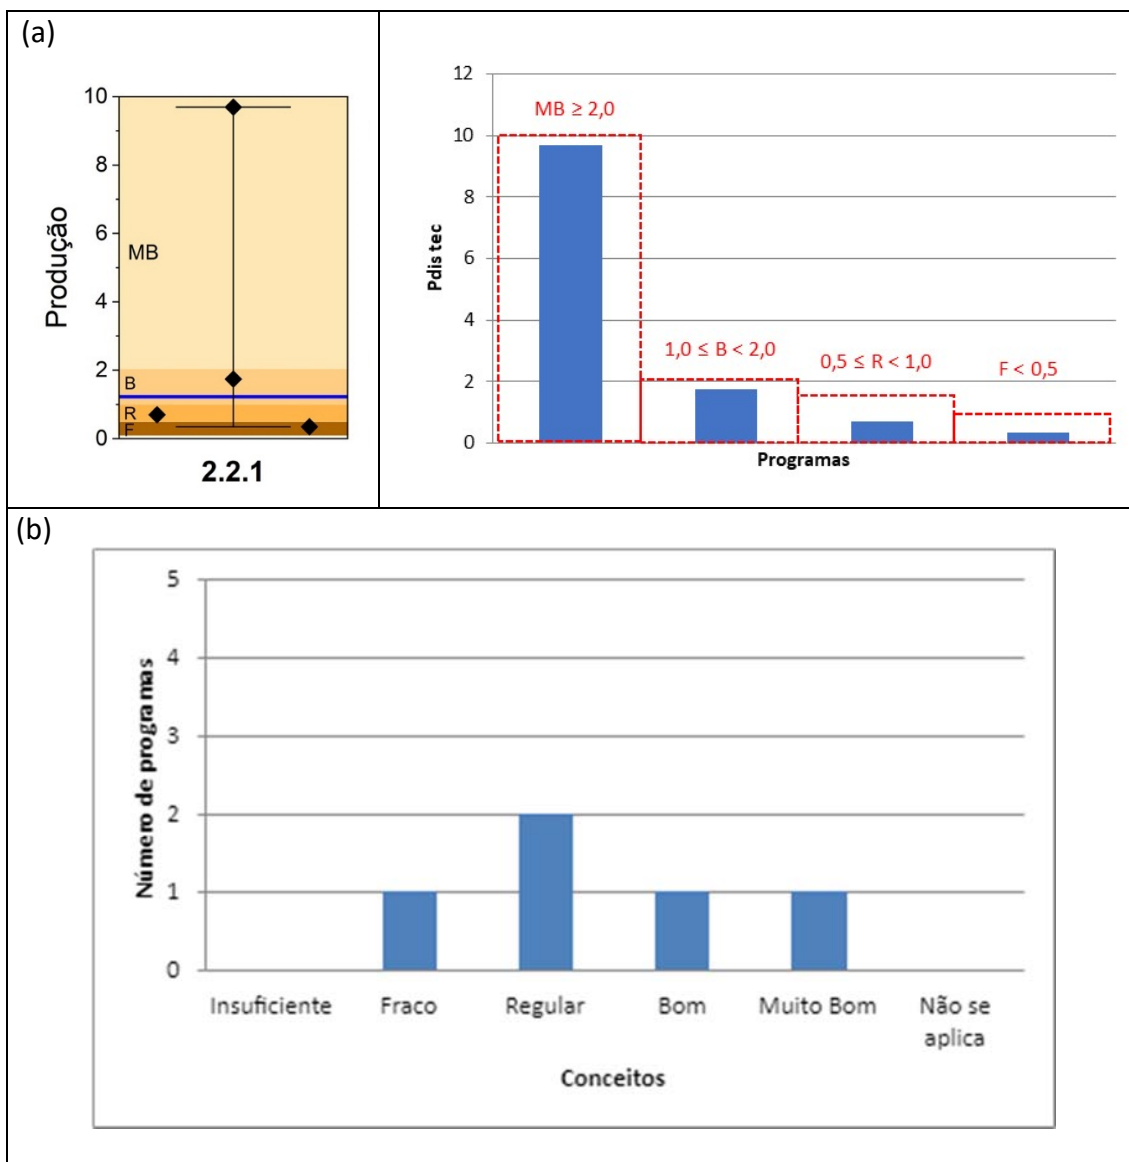 (a)
10
8
6
4
2
0
Produção
MB
B
R
F
2.2.1
12
10
8
6
4
2
0
Pdis tec
MB ≥ 2,0
1,0 ≤ B < 2,0
0,5 ≤ R < 1,0
F < 0,5
Programas
(b)
5
4
3
2
1
0
Número de programas
Insuficiente
Fraco
Regular
Bom
Muito Bom
Não se
aplica
Conceitos